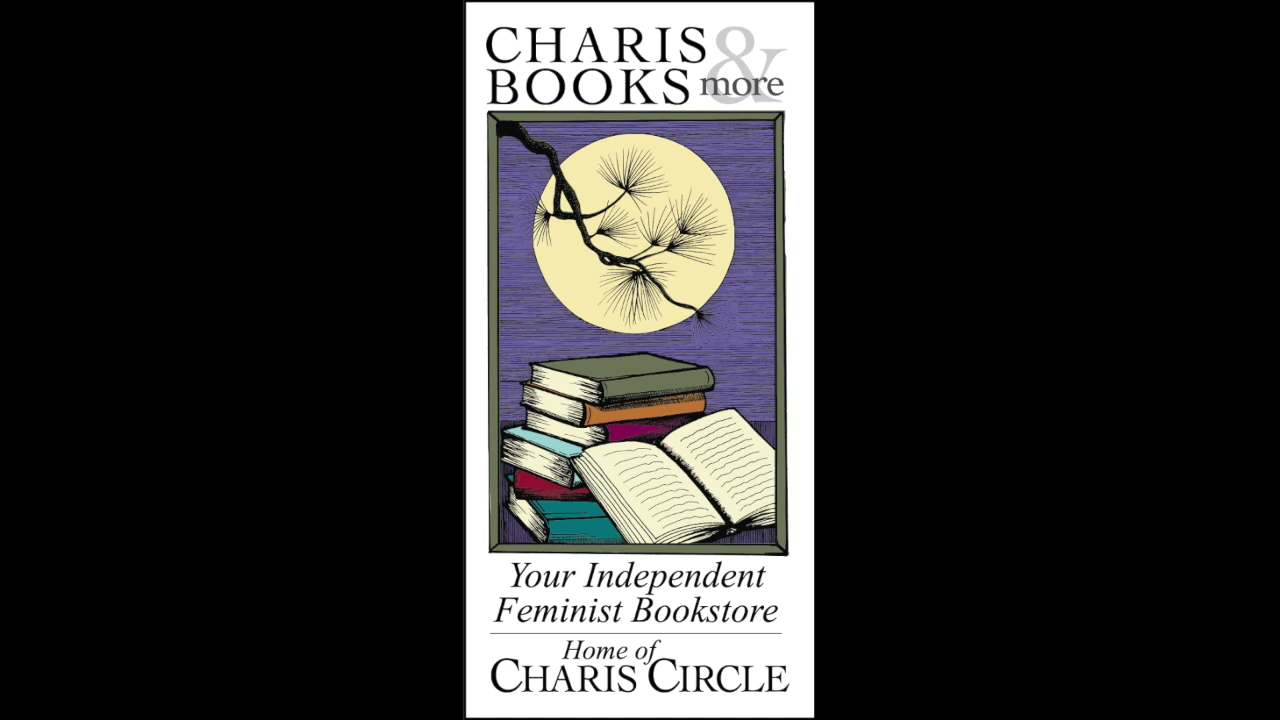 CHARIS &
BOOKS more
Your Independent
Feminist Bookstore
Home of
CHARIS CIRCLE